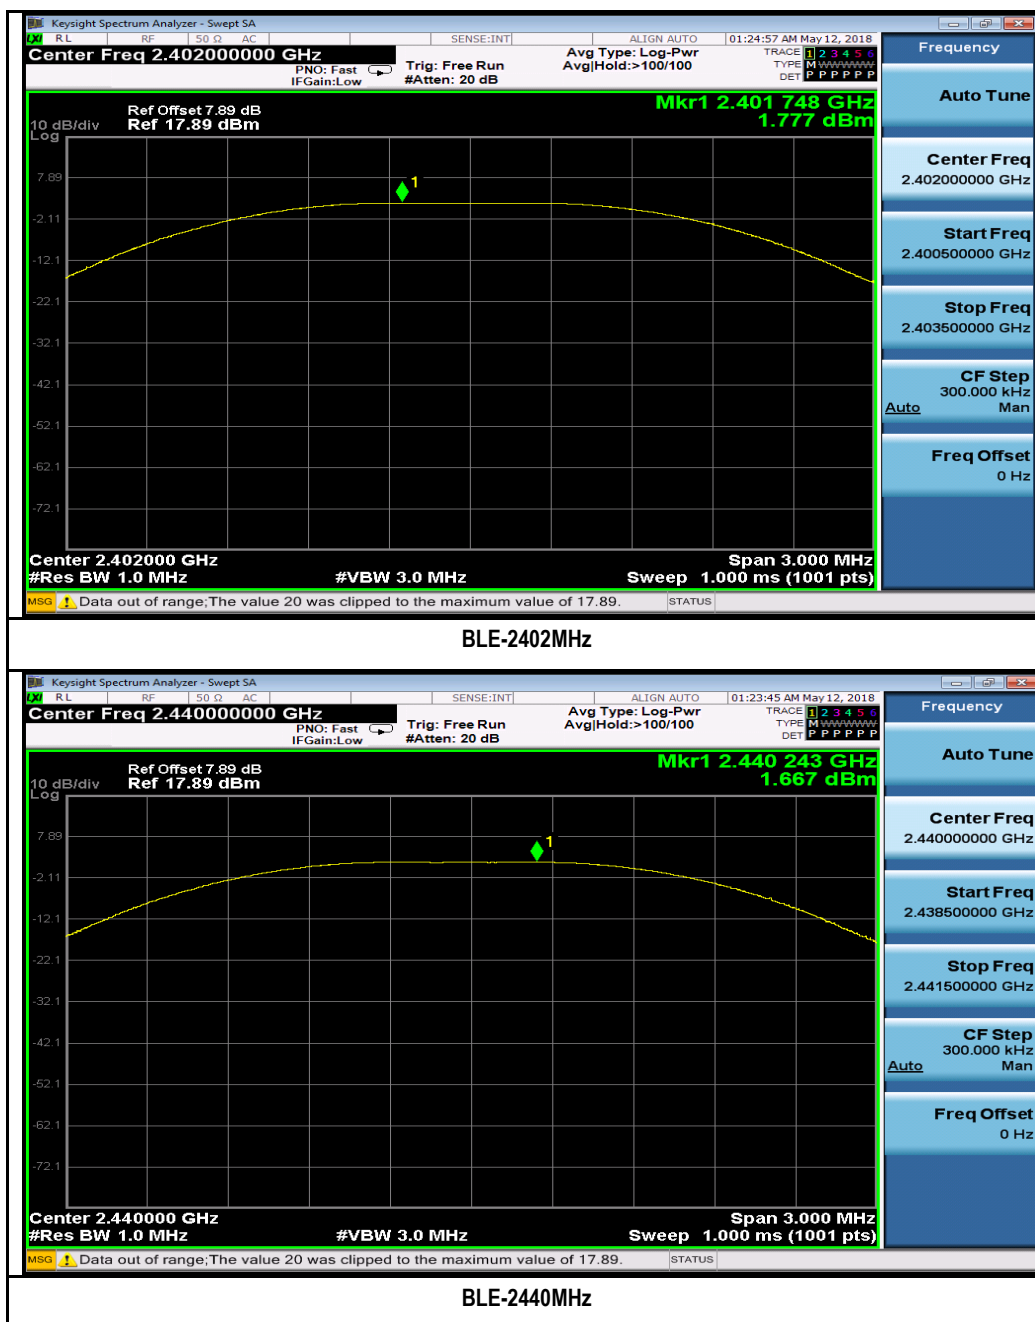 Keysight Spectrum Analyzer - Swept SA
LXI RL RF 50 Ω AC SENSE:INT ALIGN AUTO 01:24:57 AM May 12, 2018
Center Freq 2.402000000 GHz
PNO: Fast
IFGain:Low
Trig: Free Run
#Atten: 20 dB
Avg Type: Log-Pwr
Avg|Hold:>100/100
TRACE 1 2 3 4 5 6
TYPE M WWWWW
DET P P P P P P
Ref Offset 7.89 dB
10 dB/div Ref 17.89 dBm
Log
Mkr1 2.401 748 GHz
1.777 dBm
1
7.89
-2.11
-12.1
-22.1
-32.1
-42.1
-52.1
-62.1
-72.1
Center 2.402000 GHz Span 3.000 MHz
#Res BW 1.0 MHz #VBW 3.0 MHz Sweep 1.000 ms (1001 pts)
MSG Data out of range;The value 20 was clipped to the maximum value of 17.89. STATUS
Frequency
Auto Tune
Center Freq
2.402000000 GHz
Start Freq
2.400500000 GHz
Stop Freq
2.403500000 GHz
CF Step
300.000 kHz
Auto Man
Freq Offset
0 Hz
BLE-2402MHz
Keysight Spectrum Analyzer - Swept SA
LXI RL RF 50 Ω AC SENSE:INT ALIGN AUTO 01:23:45 AM May 12, 2018
Center Freq 2.440000000 GHz
PNO: Fast
IFGain:Low
Trig: Free Run
#Atten: 20 dB
Avg Type: Log-Pwr
Avg|Hold:>100/100
TRACE 1 2 3 4 5 6
TYPE M WWWWW
DET P P P P P P
Ref Offset 7.89 dB
10 dB/div Ref 17.89 dBm
Log
Mkr1 2.440 243 GHz
1.667 dBm
1
7.89
-2.11
-12.1
-22.1
-32.1
-42.1
-52.1
-62.1
-72.1
Center 2.440000 GHz Span 3.000 MHz
#Res BW 1.0 MHz #VBW 3.0 MHz Sweep 1.000 ms (1001 pts)
MSG Data out of range;The value 20 was clipped to the maximum value of 17.89. STATUS
Frequency
Auto Tune
Center Freq
2.440000000 GHz
Start Freq
2.438500000 GHz
Stop Freq
2.441500000 GHz
CF Step
300.000 kHz
Auto Man
Freq Offset
0 Hz
BLE-2440MHz